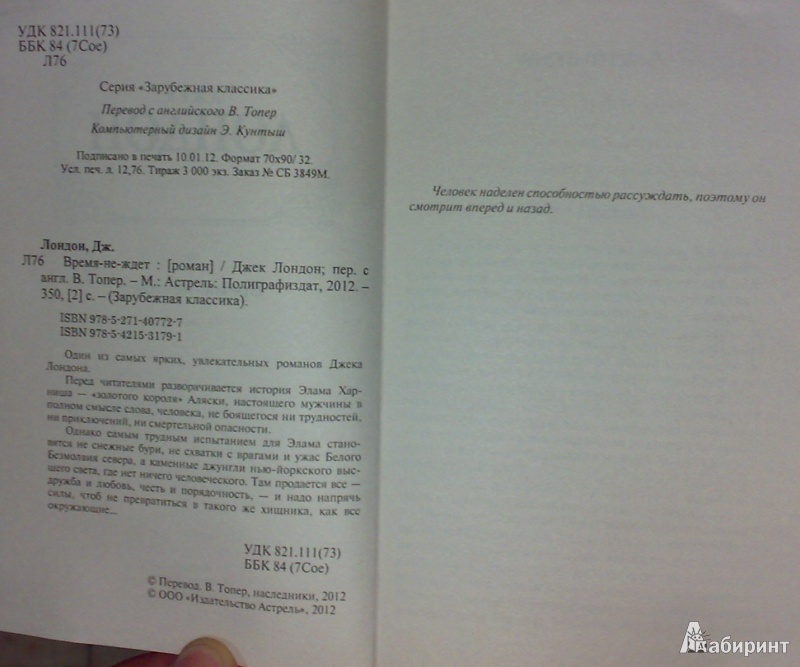 УДК 821.111(73)
ББК 84 (7Сое)
Л76
Серия «Зарубежная классика»
Перевод с английского В. Топер
Компьютерный дизайн Э. Кунтыш
Подписано в печать 10.01.12. Формат 70х90/ 32.
Усл. печ. л. 12,76. Тираж 3 000 экз. Заказ № СБ 3849М.
Лондон, Дж.
Л76 Время-не-ждет : [роман] / Джек Лондон; пер. с
англ. В. Топер. – М.: Астрель: Полиграфиздат, 2012. –
350, [2] с. – (Зарубежная классика).
ISBN 978-5-271-40772-7
ISBN 978-5-4215-3179-1
Один из самых ярких, увлекательных романов Джека
Лондона.
Перед читателями разворачивается история Элама Хар-
ниша — «золотого короля» Аляски, настоящего мужчины в
полном смысле слова, человека, не боящегося ни трудностей,
ни приключений, ни смертельной опасности.
Однако самым трудным испытанием для Элама стано-
вятся не снежные бури, не схватки с врагами и ужас Белого
Безмолвия севера, а каменные джунгли нью-йоркского выс-
шего света, где нет ничего человеческого. Там продается все —
дружба и любовь, честь и порядочность, — и надо напрячь
силы, чтоб не превратиться в такого же хищника, как все
окружающие...
УДК 821.111(73)
ББК 84 (7Сое)
© Перевод. В. Топер, наследники, 2012
© ООО «Издательство Астрель», 2012
Человек наделен способностью рассуждать, поэтому он
смотрит вперед и назад.
Лабиринт